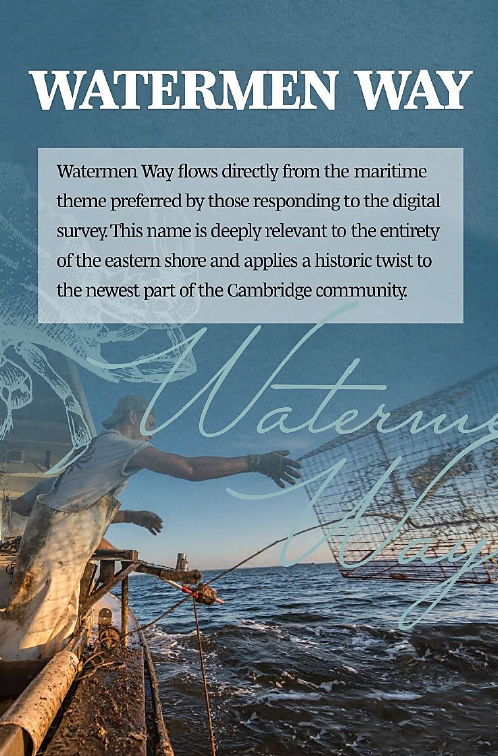 WATERMEN WAY
Watermen Way flows directly from the maritime
theme preferred by those responding to the digital
survey. This name is deeply relevant to the entirety
of the eastern shore and applies a historic twist to
the newest part of the Cambridge community.
Waterme
Way